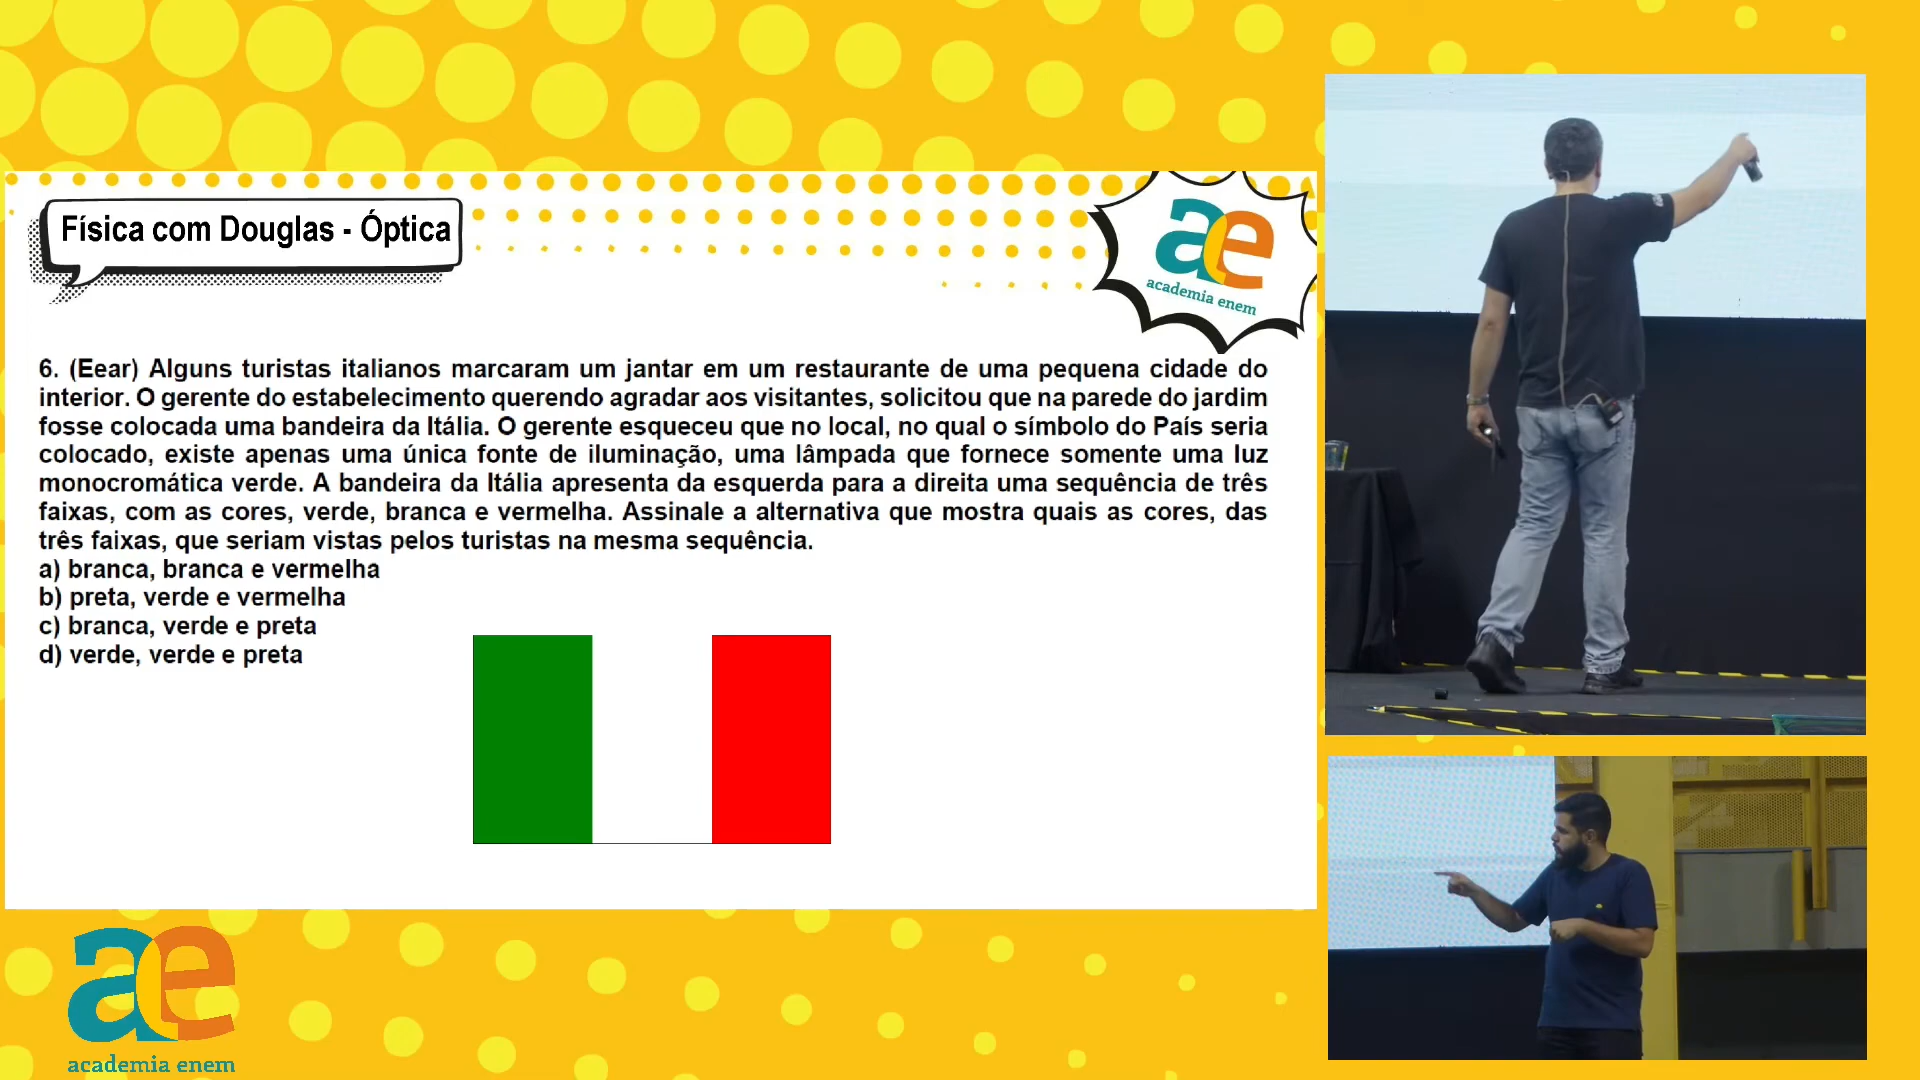 Física com Douglas - Óptica
ae
academia enem
6. (Eear) Alguns turistas italianos marcaram um jantar em um restaurante de uma pequena cidade do
interior. O gerente do estabelecimento querendo agradar aos visitantes, solicitou que na parede do jardim
fosse colocada uma bandeira da Itália. O gerente esqueceu que no local, no qual o símbolo do País seria
colocado, existe apenas uma única fonte de iluminação, uma lâmpada que fornece somente uma luz
monocromática verde. A bandeira da Itália apresenta da esquerda para a direita uma sequência de três
faixas, com as cores, verde, branca e vermelha. Assinale a alternativa que mostra quais as cores, das
três faixas, que seriam vistas pelos turistas na mesma sequência.
a) branca, branca e vermelha
b) preta, verde e vermelha
c) branca, verde e preta
d) verde, verde e preta
ae
academia enem